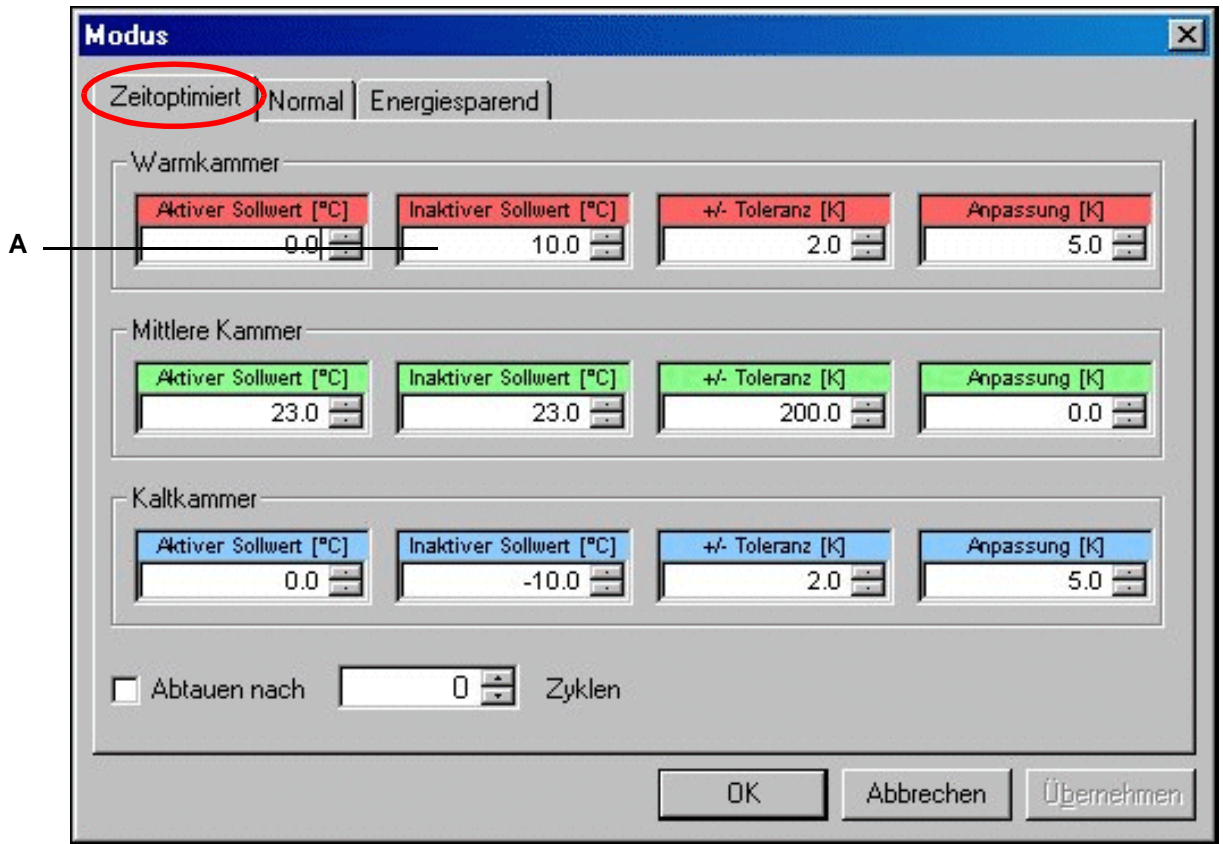 Modus
Zeitoptimiert Normal Energiesparend
Warmkammer
Aktiver Sollwert [°C] Inaktiver Sollwert [°C] +/- Toleranz [K] Anpassung [K]
A 0.0 10.0 2.0 5.0
Mittlere Kammer
Aktiver Sollwert [°C] Inaktiver Sollwert [°C] +/- Toleranz [K] Anpassung [K]
23.0 23.0 200.0 0.0
Kaltkammer
Aktiver Sollwert [°C] Inaktiver Sollwert [°C] +/- Toleranz [K] Anpassung [K]
0.0 -10.0 2.0 5.0
Abtauen nach 0 Zyklen
OK Abbrechen Übernehmen